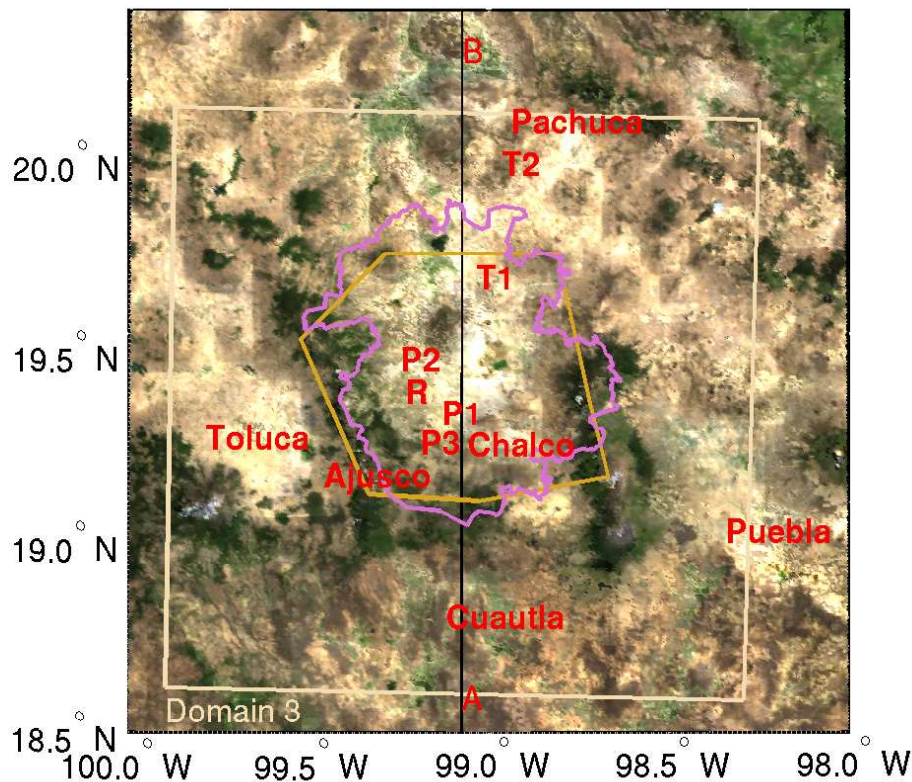 B
Pachuca
T2
20.0 ° N
T1
19.5 ° N
P2
R
P1
Toluca
P3 Chalco
Ajusco
Puebla
19.0 ° N
Cuautla
A
Domain 3
18.5 ° N
100.0 ° W 99.5 ° W 99.0 ° W 98.5 ° W 98.0 ° W